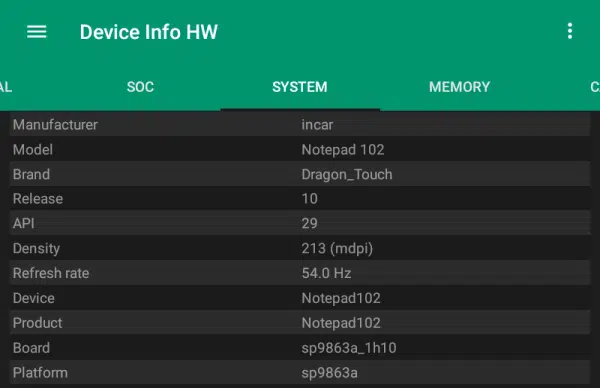 Device Info HW
AL SOC SYSTEM MEMORY C
Manufacturer incar
Model Notepad 102
Brand Dragon_Touch
Release 10
API 29
Density 213 (mdpi)
Refresh rate 54.0 Hz
Device Notepad102
Product Notepad102
Board sp9863a_1h10
Platform sp9863a